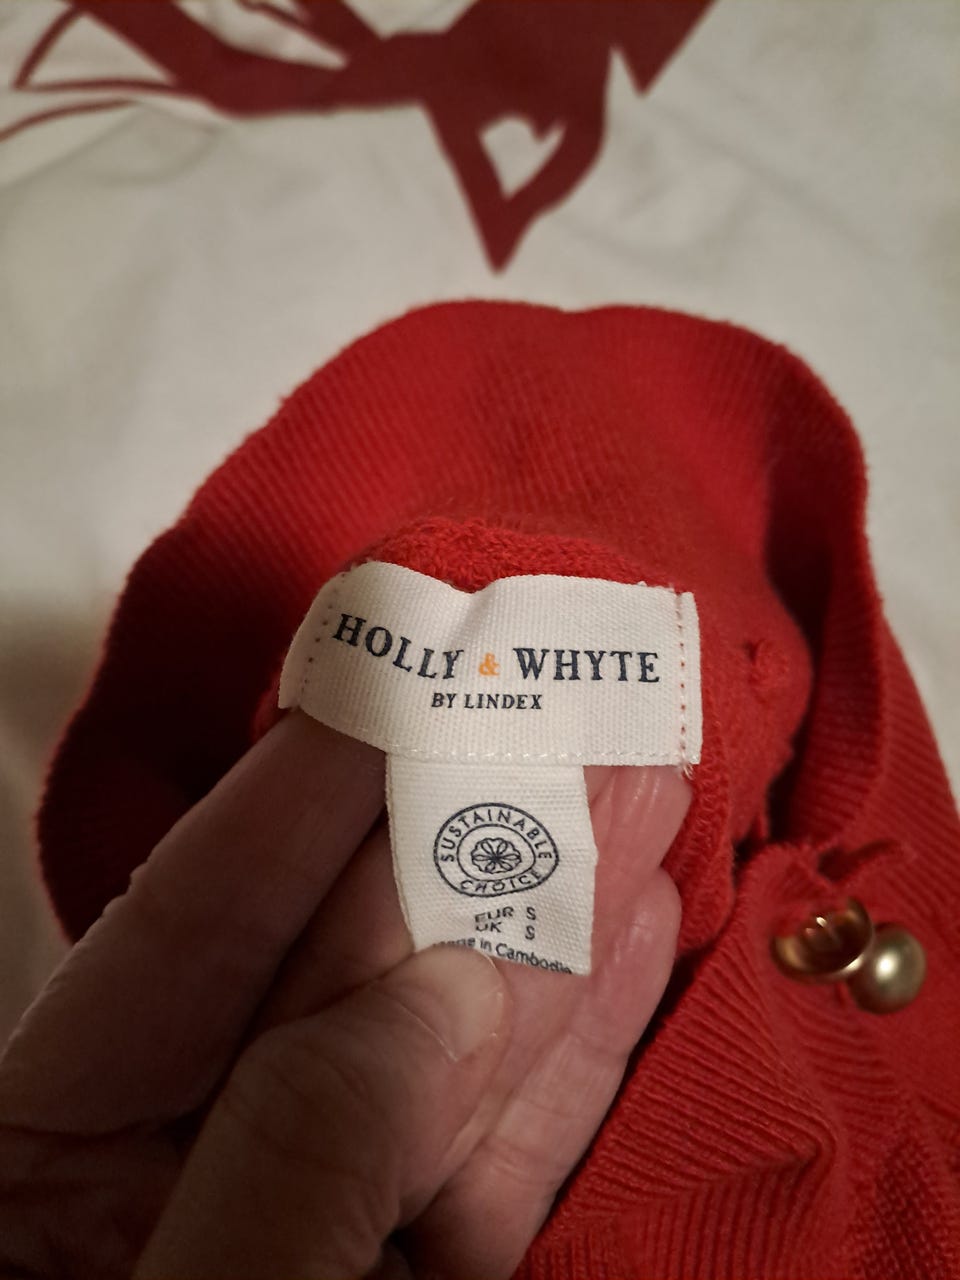 HOLLY & WHYTE
BY LINDEX
SUSTAINABLE
CHOICE
EUR S
UK S
in Cambodia